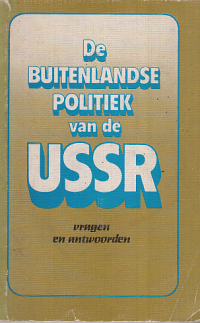 De
BUITENLANDSE
POLITIEK
van de
USSR
vragen
en antwoorden